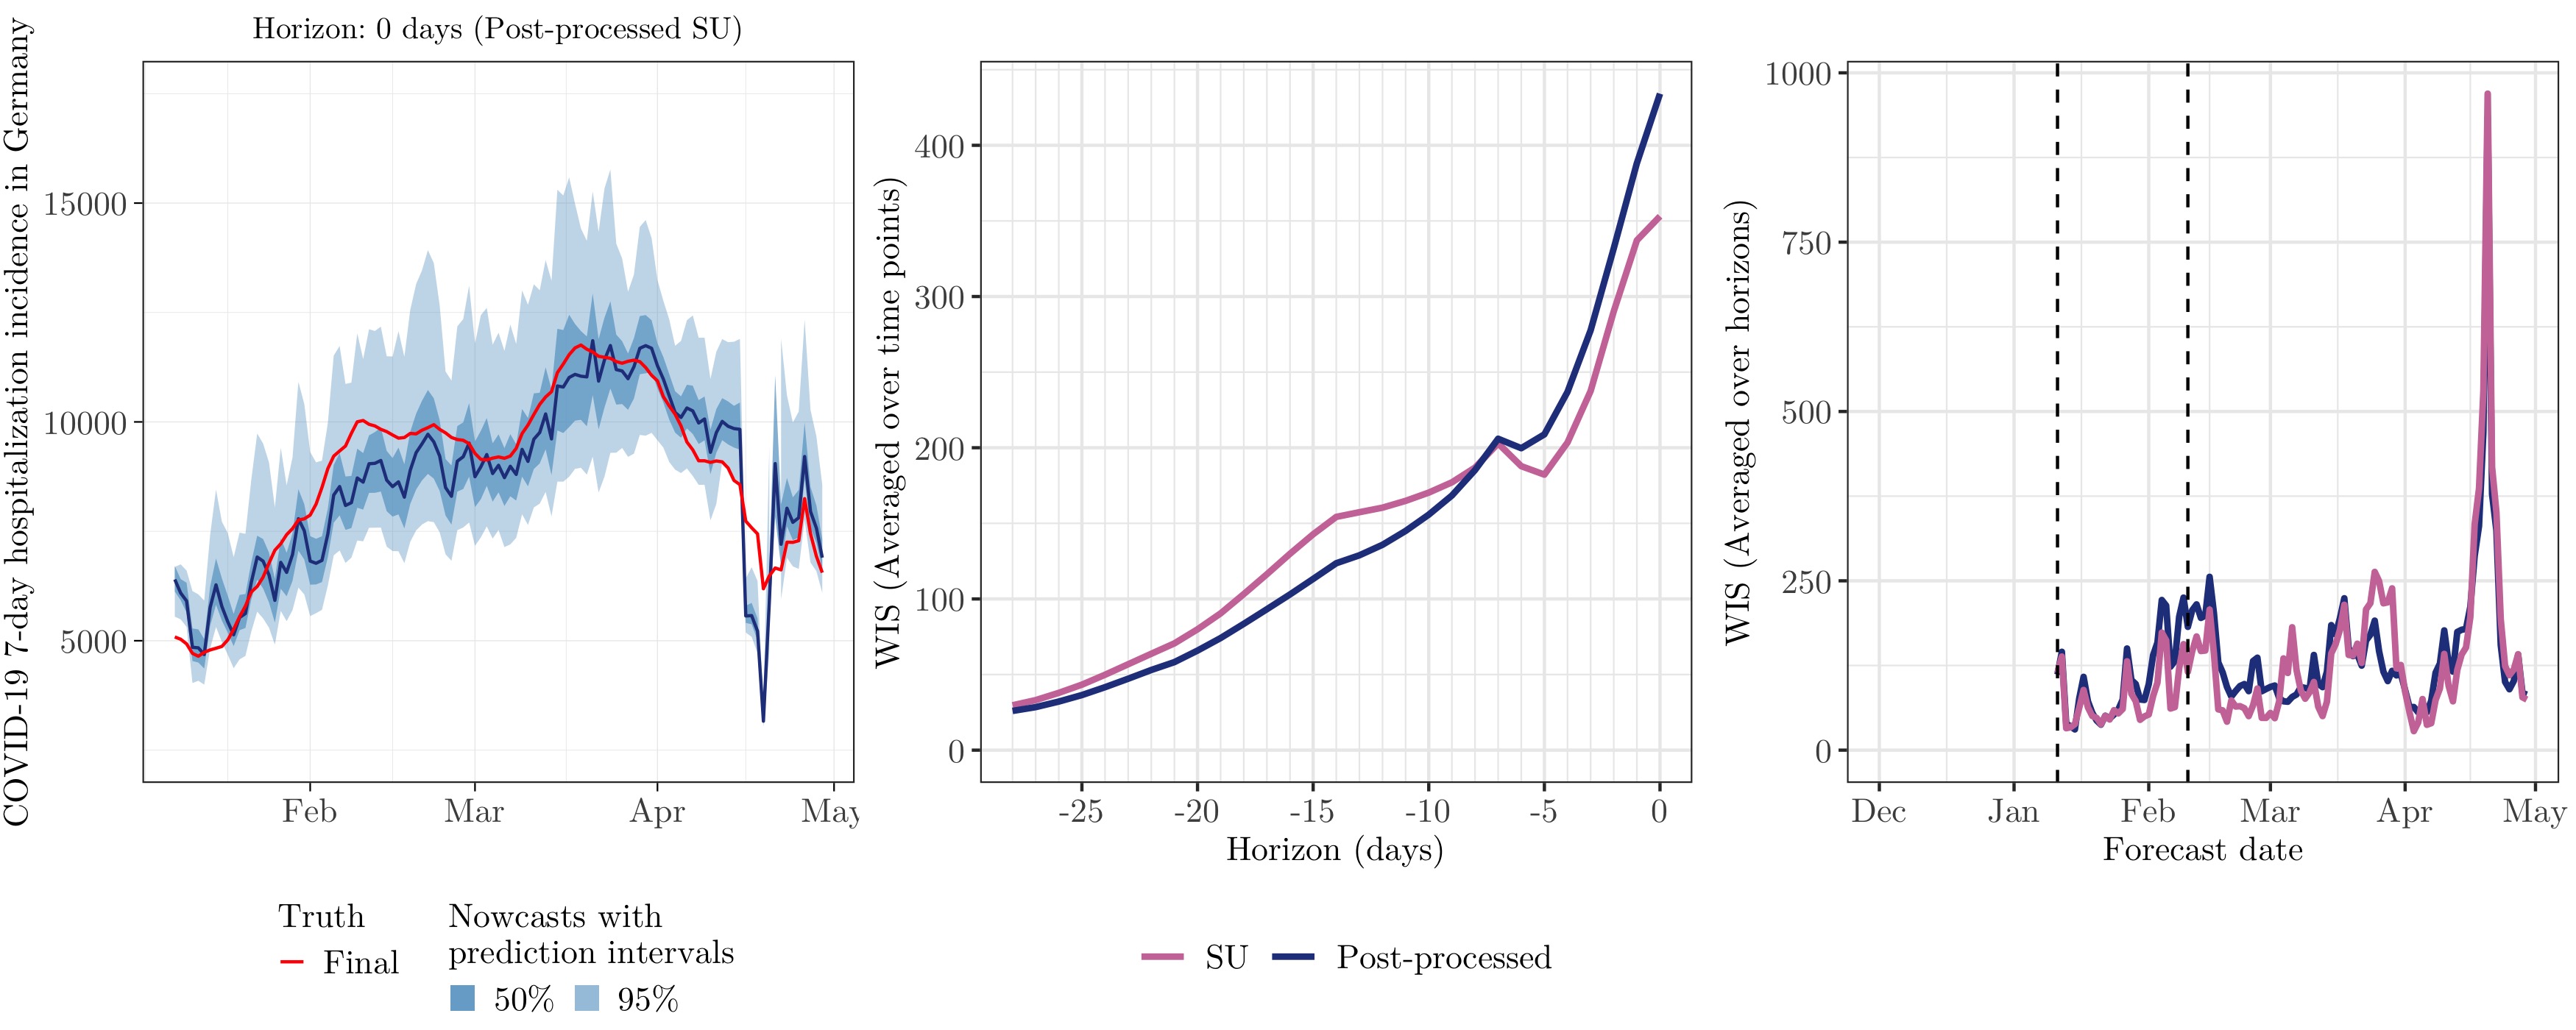 Horizon: 0 days (Post-processed SU)
COVID-19 7-day hospitalization incidence in Germany
15000
10000
5000
Feb Mar Apr May
Truth
Final
Nowcasts with
prediction intervals
50% 95%
WIS (Averaged over time points)
400
300
200
100
0
-25 -20 -15 -10 -5 0
Horizon (days)
SU Post-processed
WIS (Averaged over horizons)
1000
750
500
250
0
Dec Jan Feb Mar Apr May
Forecast date